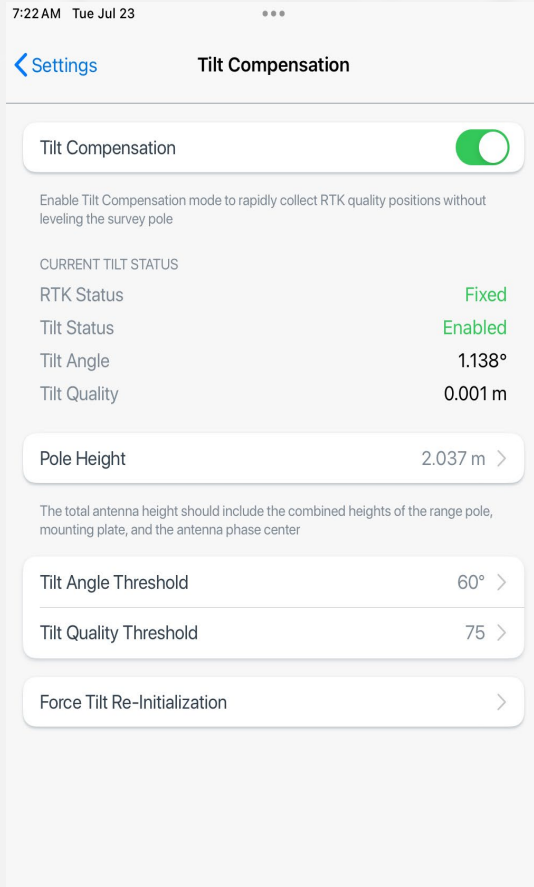 7:22 AM Tue Jul 23
Settings
Tilt Compensation
Tilt Compensation
Enable Tilt Compensation mode to rapidly collect RTK quality positions without
leveling the survey pole
CURRENT TILT STATUS
RTK Status Fixed
Tilt Status Enabled
Tilt Angle 1.138°
Tilt Quality 0.001 m
Pole Height 2.037 m
The total antenna height should include the combined heights of the range pole,
mounting plate, and the antenna phase center
Tilt Angle Threshold 60°
Tilt Quality Threshold 75
Force Tilt Re-Initialization